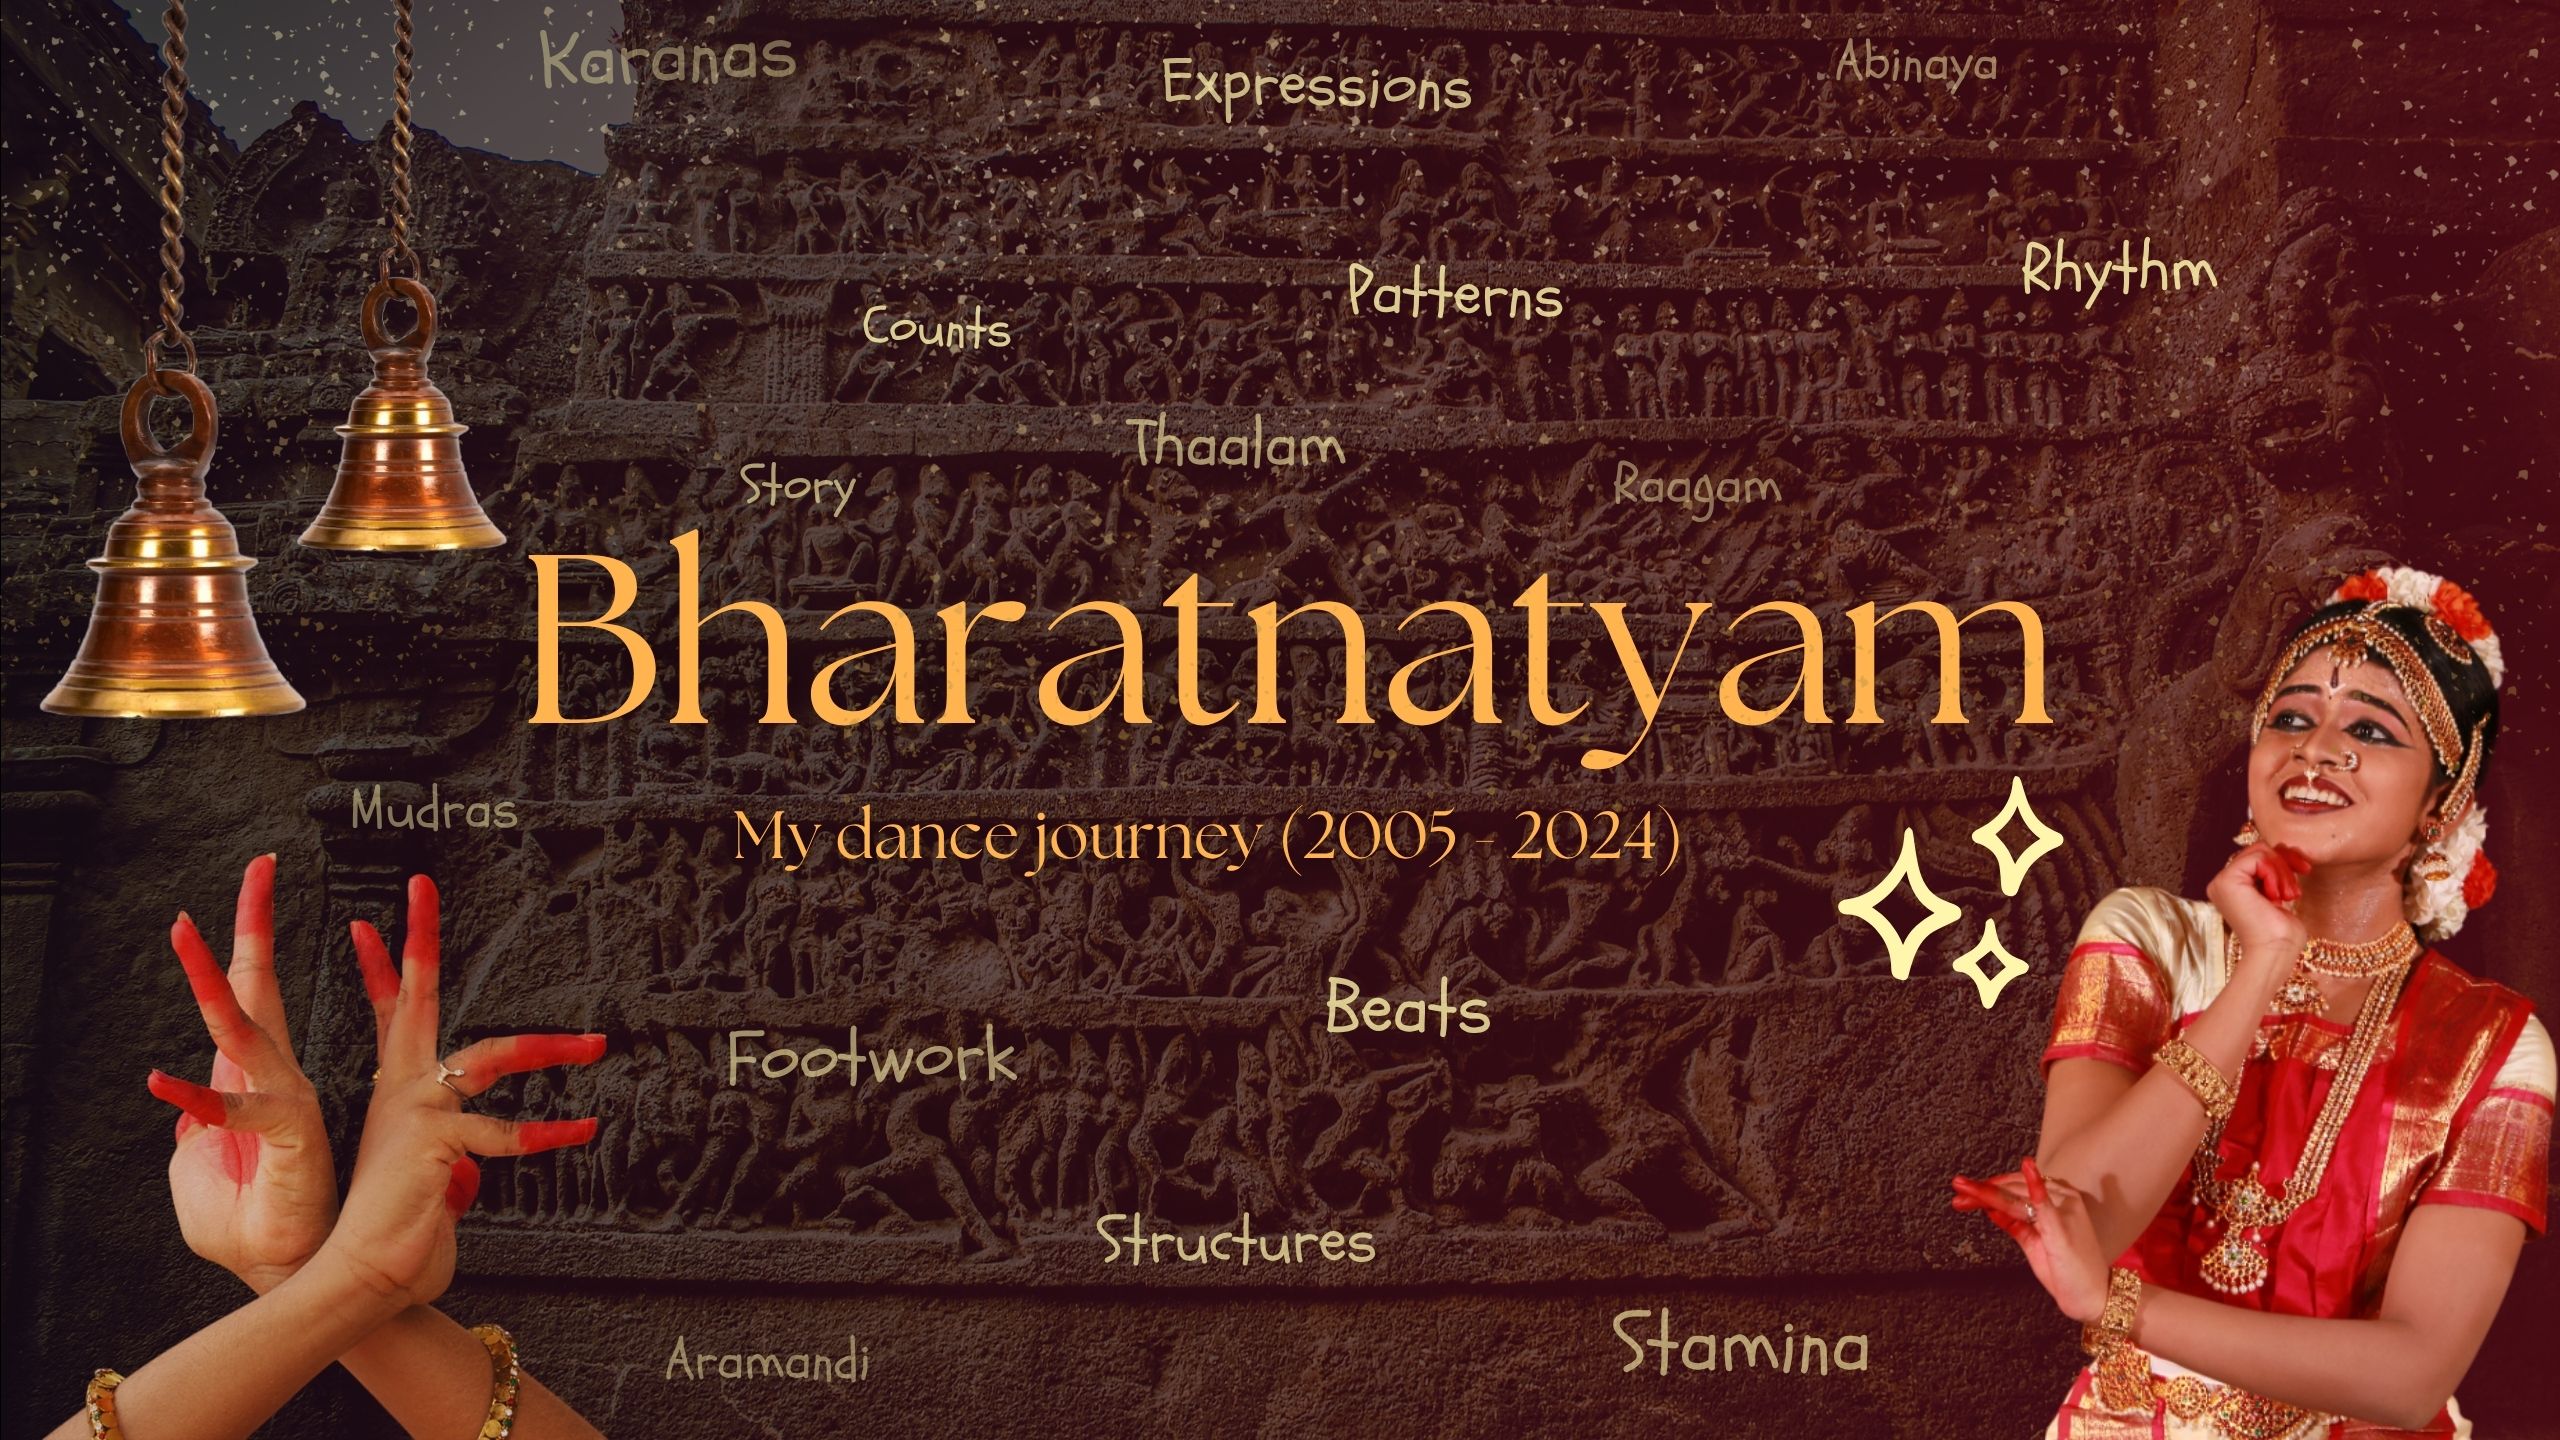 Karanas
Expressions
Abinaya
Rhythm
Patterns
Counts
Thaalam
Story
Raagam
Bharatnatyam
Mudras
My dance journey (2005 - 2024)
Beats
Footwork
Structures
Stamina
Aramandi